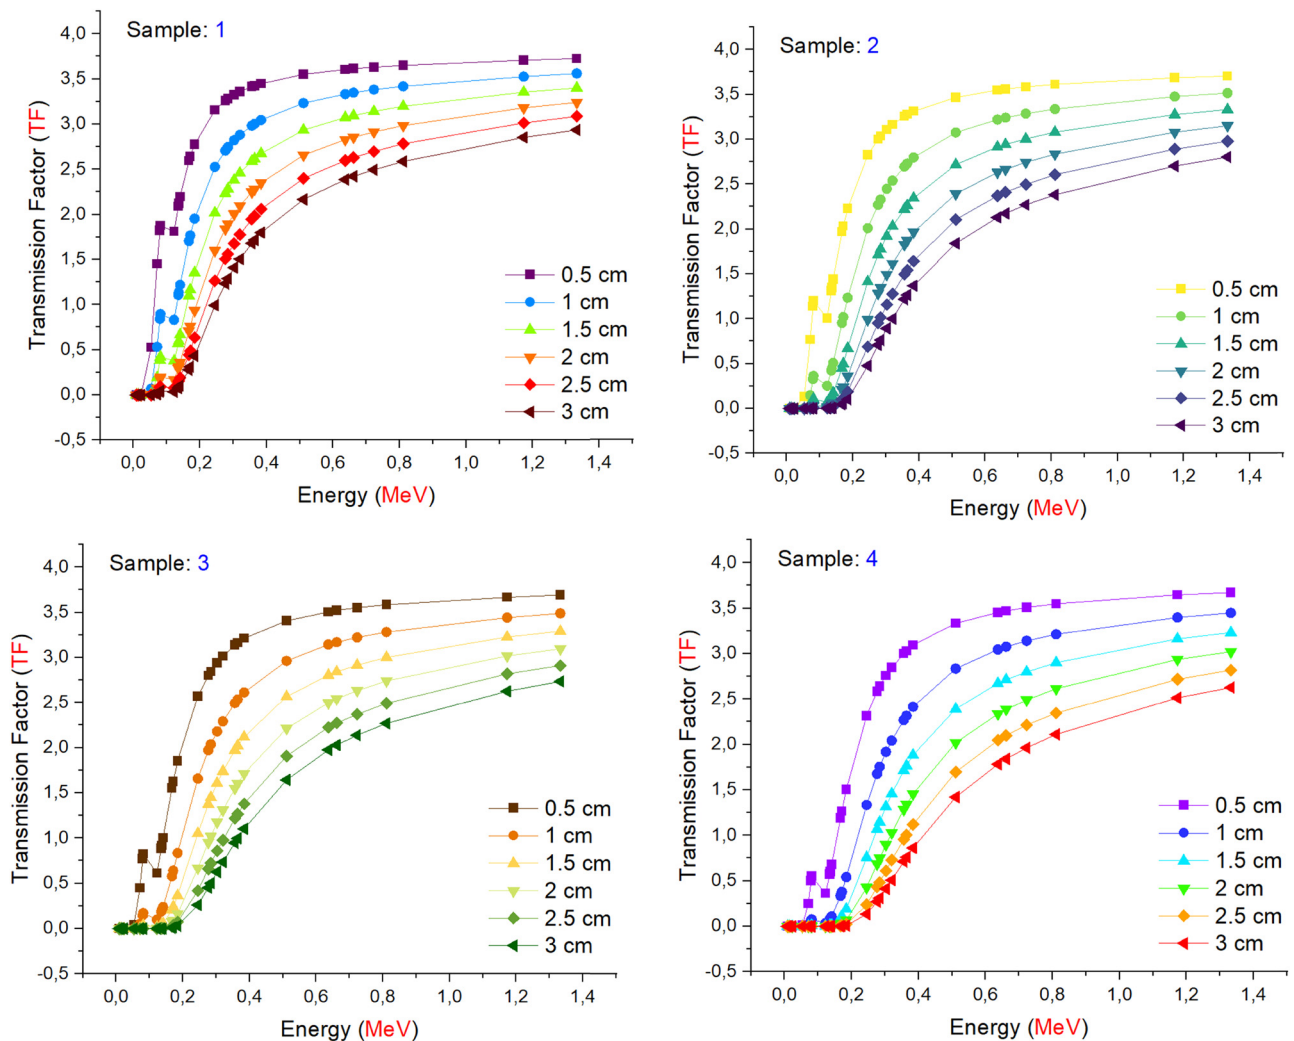 Sample: 1
Transmission Factor (TF)
4,0
3,5
3,0
2,5
2,0
1,5
1,0
0,5
0,0
-0,5
0,5 cm
1 cm
1.5 cm
2 cm
2.5 cm
3 cm
0,0 0,2 0,4 0,6 0,8 1,0 1,2 1,4
Energy (MeV)
Sample: 2
Transmission Factor (TF)
4,0
3,5
3,0
2,5
2,0
1,5
1,0
0,5
0,0
-0,5
0.5 cm
1 cm
1.5 cm
2 cm
2.5 cm
3 cm
0,0 0,2 0,4 0,6 0,8 1,0 1,2 1,4
Energy (MeV)
Sample: 3
Transmission Factor (TF)
4,0
3,5
3,0
2,5
2,0
1,5
1,0
0,5
0,0
-0,5
0.5 cm
1 cm
1.5 cm
2 cm
2.5 cm
3 cm
0,0 0,2 0,4 0,6 0,8 1,0 1,2 1,4
Energy (MeV)
Sample: 4
Transmission Factor (TF)
4,0
3,5
3,0
2,5
2,0
1,5
1,0
0,5
0,0
-0,5
0.5 cm
1 cm
1.5 cm
2 cm
2.5 cm
3 cm
0,0 0,2 0,4 0,6 0,8 1,0 1,2 1,4
Energy (MeV)